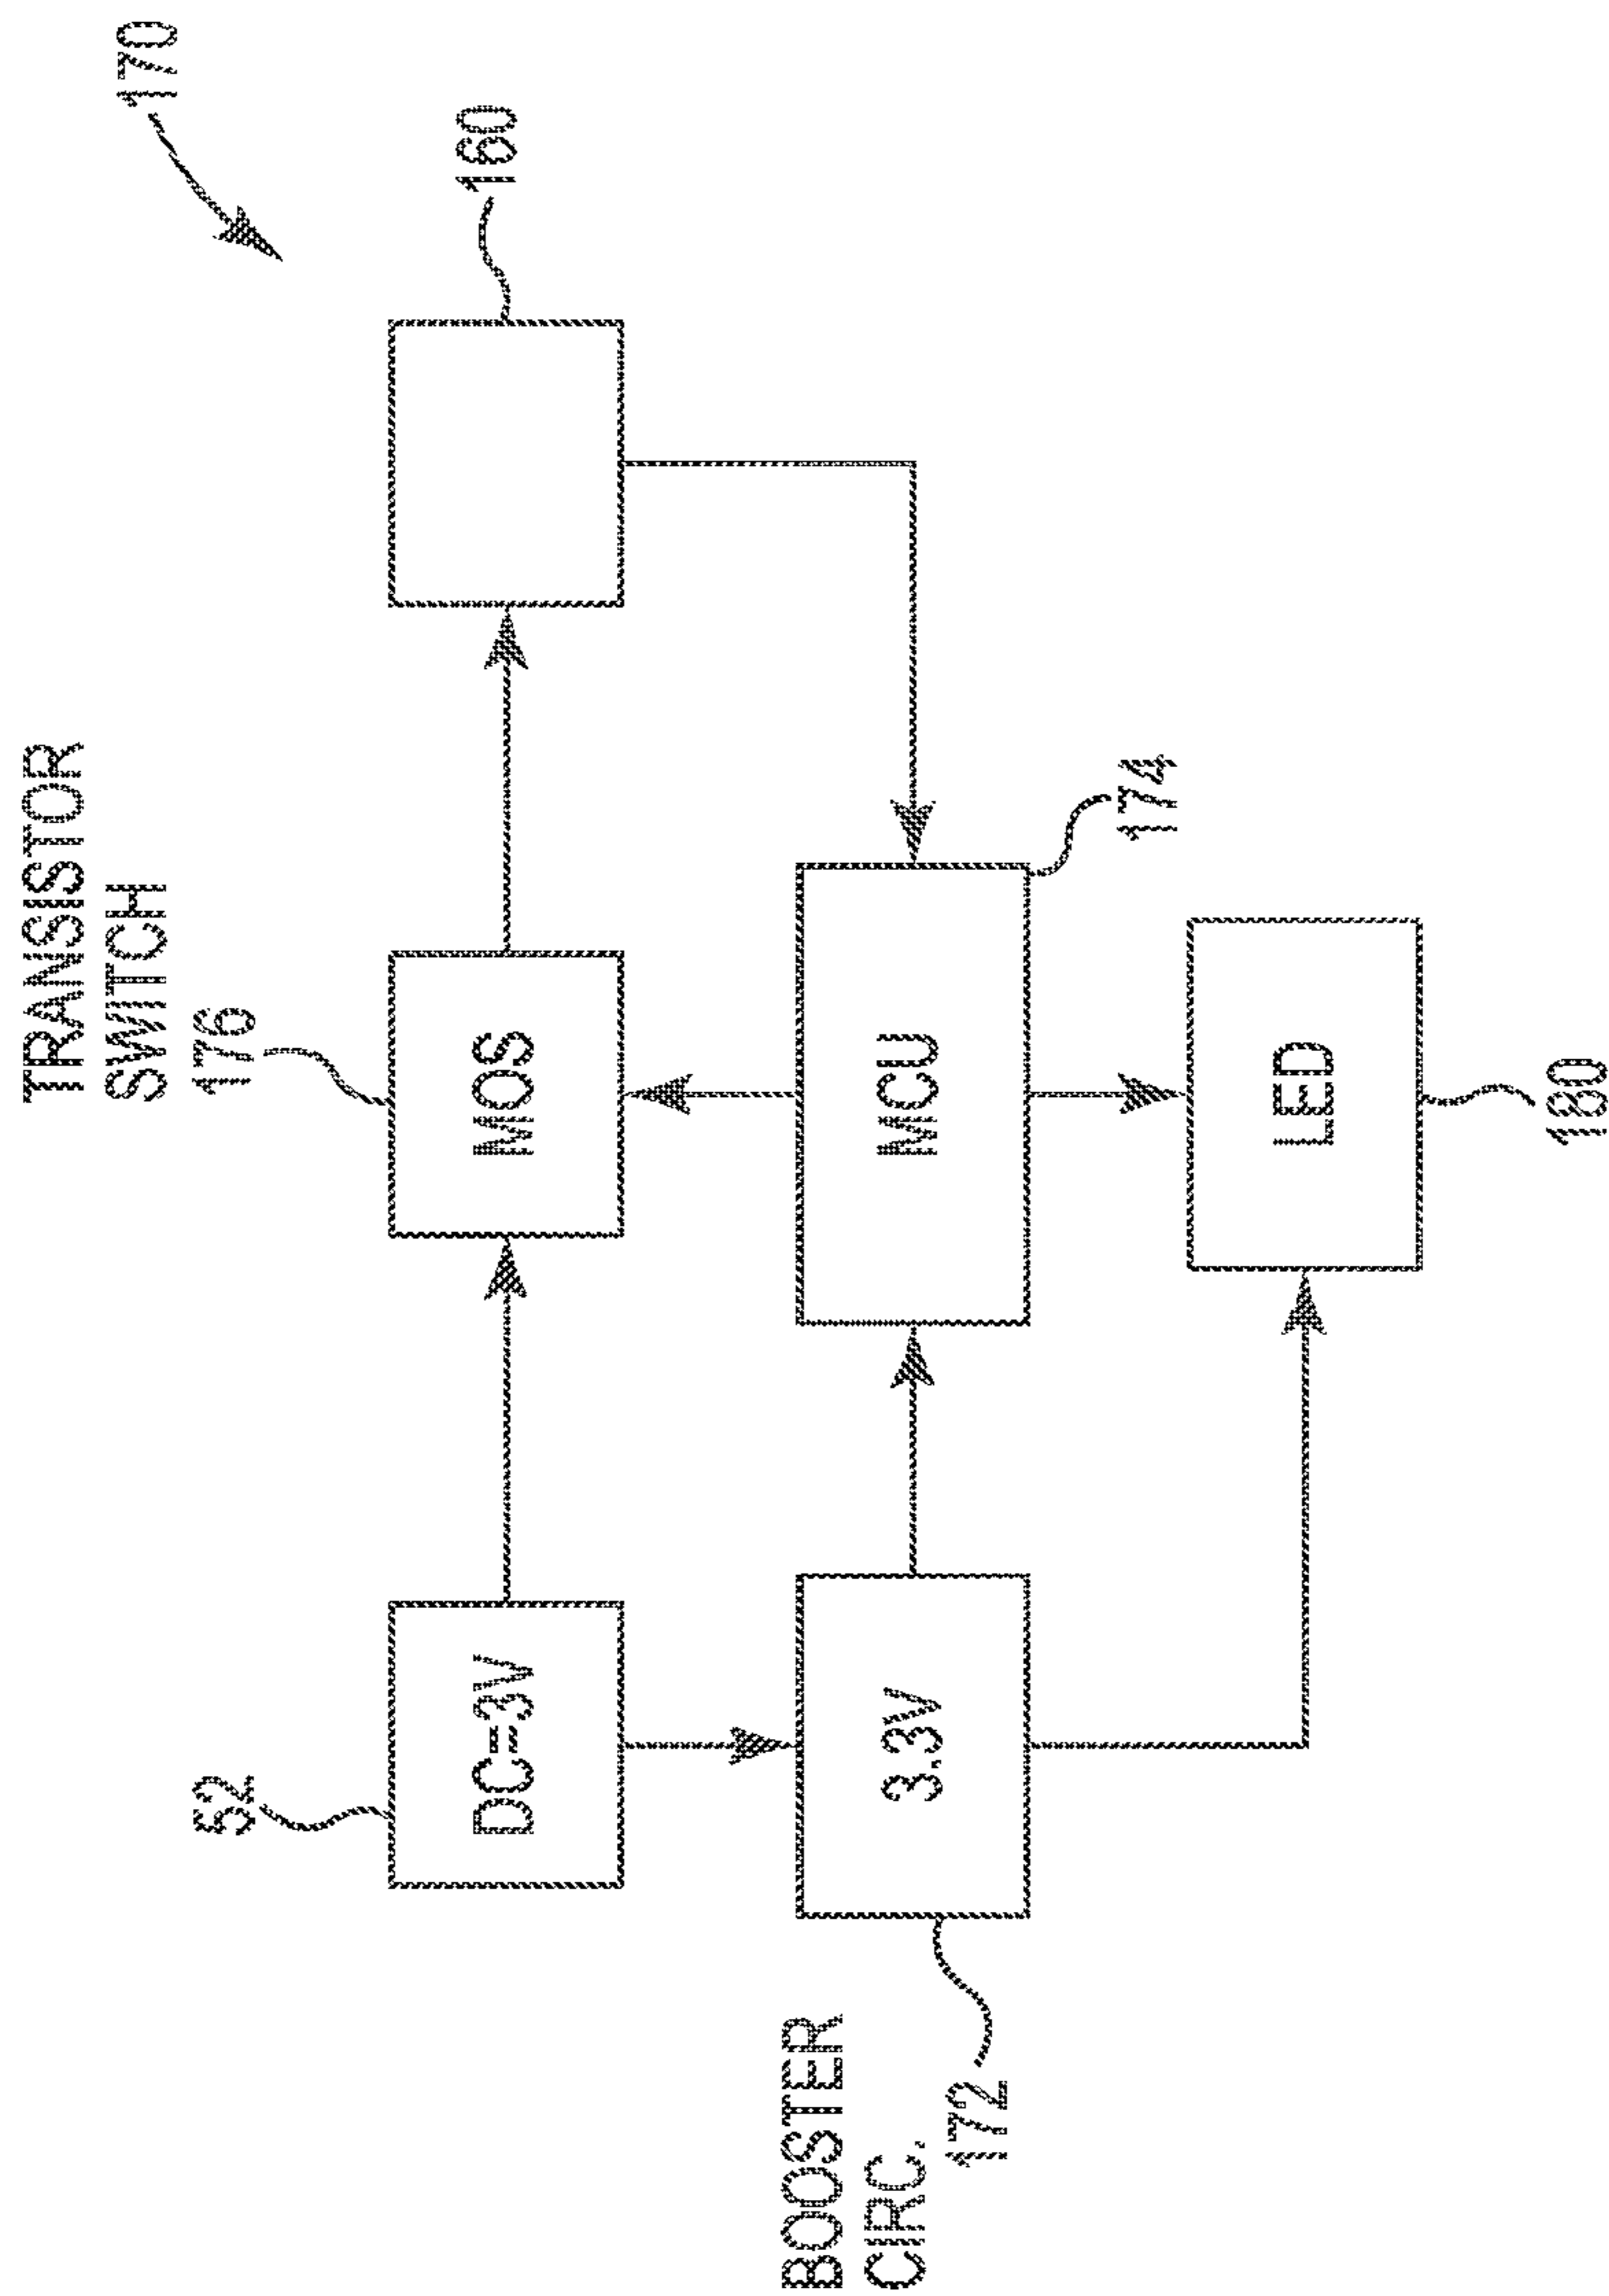 170
TRANSISTOR
SWITCH
176
160
52
DC=3V
MOS
BOOSTER
CIRC.
172
3.3V
MCU
174
LED
180